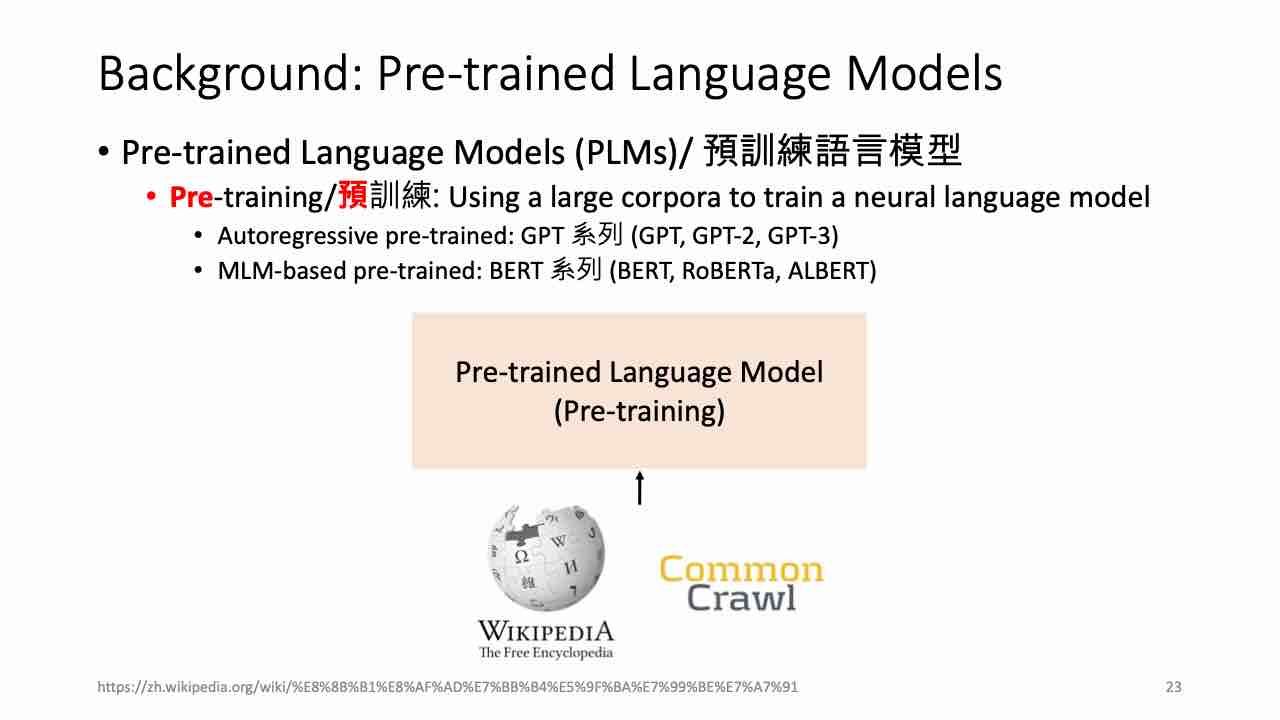 Background: Pre-trained Language Models
• Pre-trained Language Models (PLMs)/ 預訓練語言模型
• Pre-training/預訓練: Using a large corpora to train a neural language model
• Autoregressive pre-trained: GPT 系列 (GPT, GPT-2, GPT-3)
• MLM-based pre-trained: BERT 系列 (BERT, RoBERTa, ALBERT)
Pre-trained Language Model
(Pre-training)
Ω W И 維
Common
Crawl
WIKIPEDIA
The Free Encyclopedia
https://zh.wikipedia.org/wiki/%E8%8B%B1%E8%AF%AD%E7%BB%B4%E5%9F%BA%E7%99%BE%E7%A7%91
23